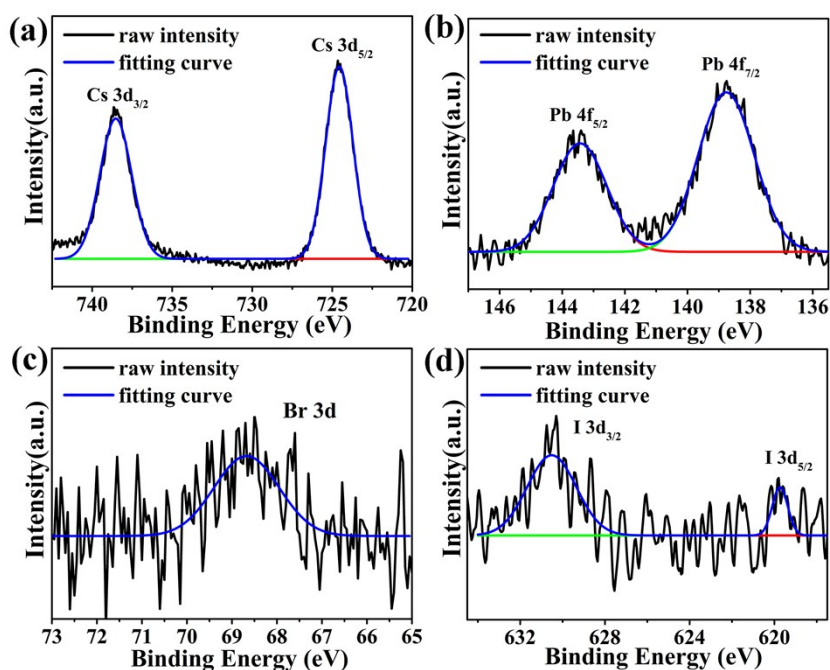 (a)
raw intensity
fitting curve
Cs 3d5/2
Cs 3d3/2
Intensity(a.u.)
740 735 730 725 720
Binding Energy (eV)
(b)
raw intensity
fitting curve
Pb 4f7/2
Pb 4f5/2
Intensity(a.u.)
146 144 142 140 138 136
Binding Energy (eV)
(c)
raw intensity
fitting curve
Br 3d
Intensity(a.u.)
73 72 71 70 69 68 67 66 65
Binding Energy (eV)
(d)
raw intensity
fitting curve
I 3d3/2
I 3d5/2
Intensity(a.u.)
632 628 624 620
Binding Energy (eV)